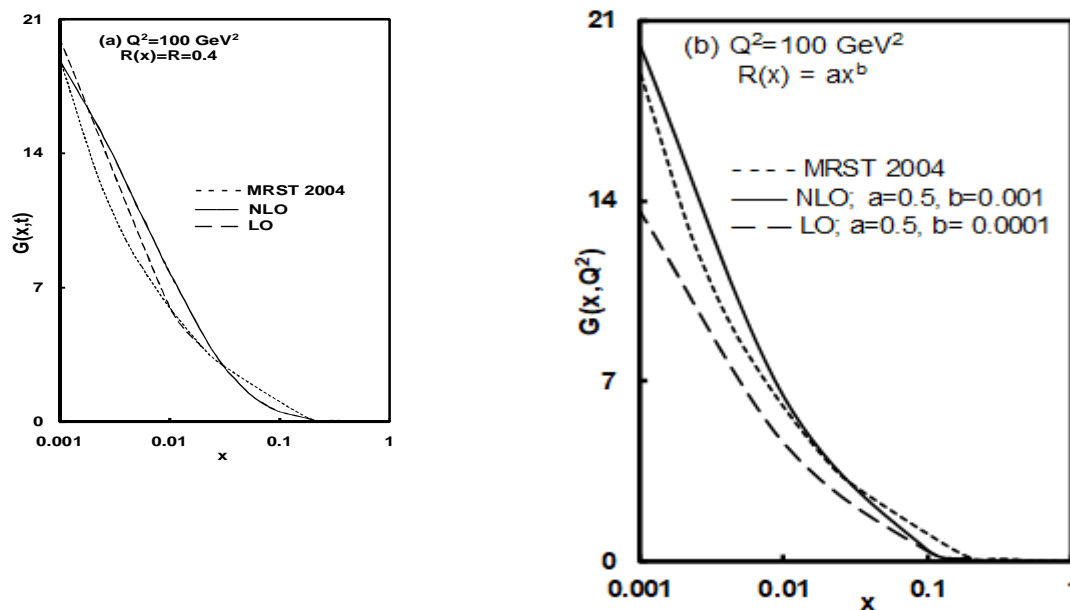 21
14
7
0
G(x,t)
(a) Q²=100 GeV²
R(x)=R=0.4
MRST 2004
NLO
LO
0.001 0.01 0.1 1
x
21
14
7
0
G(x,Q²)
(b) Q²=100 GeV²
R(x) = axᵇ
MRST 2004
NLO; a=0.5, b=0.001
LO; a=0.5, b= 0.0001
0.001 0.01 0.1 1
x